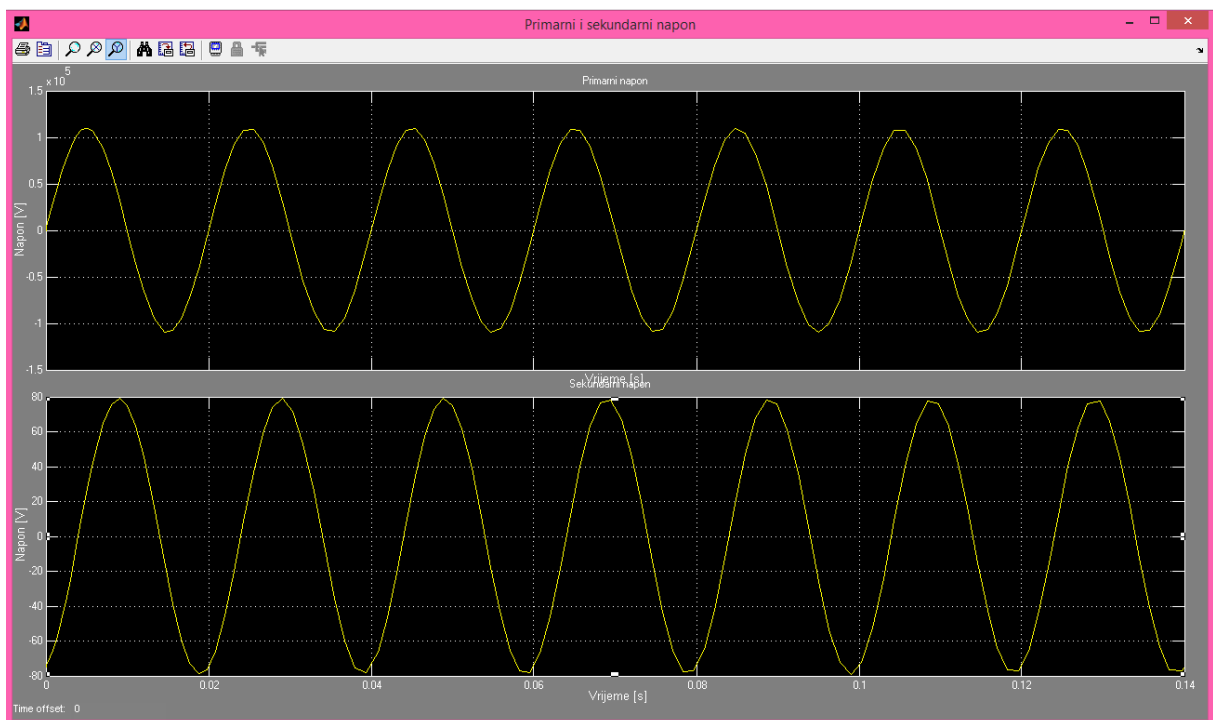 Primarni i sekundarni napon
x 10^5
Primarni napon
1.5
1
0.5
0
-0.5
-1
-1.5
Napon [V]
Vrijeme [s]
Sekundarni napon
80
60
40
20
0
-20
-40
-60
-80
Napon [V]
0 0.02 0.04 0.06 0.08 0.1 0.12 0.14
Vrijeme [s]
Time offset: 0